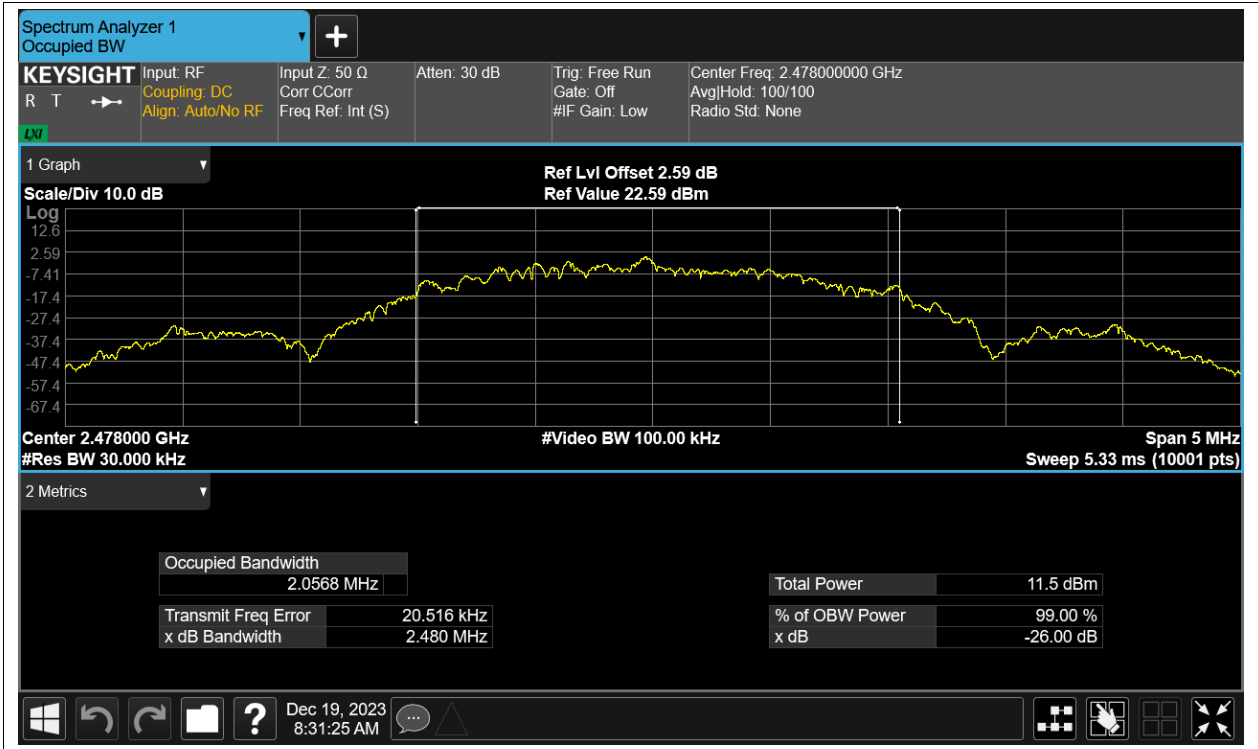 Spectrum Analyzer 1
Occupied BW
KEYSIGHT
R T
LXI
Input: RF
Coupling: DC
Align: Auto/No RF
Input Z: 50 Ω
Corr CCorr
Freq Ref: Int (S)
Atten: 30 dB
Trig: Free Run
Gate: Off
#IF Gain: Low
Center Freq: 2.478000000 GHz
Avg|Hold: 100/100
Radio Std: None
1 Graph
Scale/Div 10.0 dB
Ref Lvl Offset 2.59 dB
Ref Value 22.59 dBm
Log
12.6
2.59
-7.41
-17.4
-27.4
-37.4
-47.4
-57.4
-67.4
Center 2.478000 GHz
#Res BW 30.000 kHz
#Video BW 100.00 kHz
Span 5 MHz
Sweep 5.33 ms (10001 pts)
2 Metrics
Occupied Bandwidth
2.0568 MHz
Transmit Freq Error 20.516 kHz
x dB Bandwidth 2.480 MHz
Total Power 11.5 dBm
% of OBW Power 99.00 %
x dB -26.00 dB
?
Dec 19, 2023
8:31:25 AM